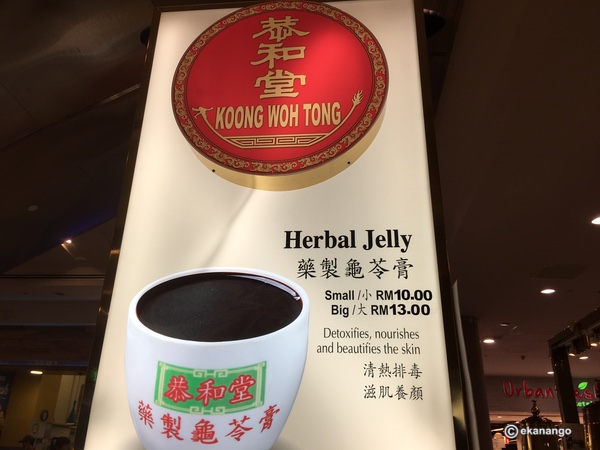 恭和堂
KOONG WOH TONG
Herbal Jelly
藥製龜苓膏
Small/小 RM10.00
Big/大 RM13.00
Detoxifies, nourishes
and beautifies the skin
清熱排毒
滋肌養顏
恭和堂
藥製龜苓膏
Urban
© ekanango